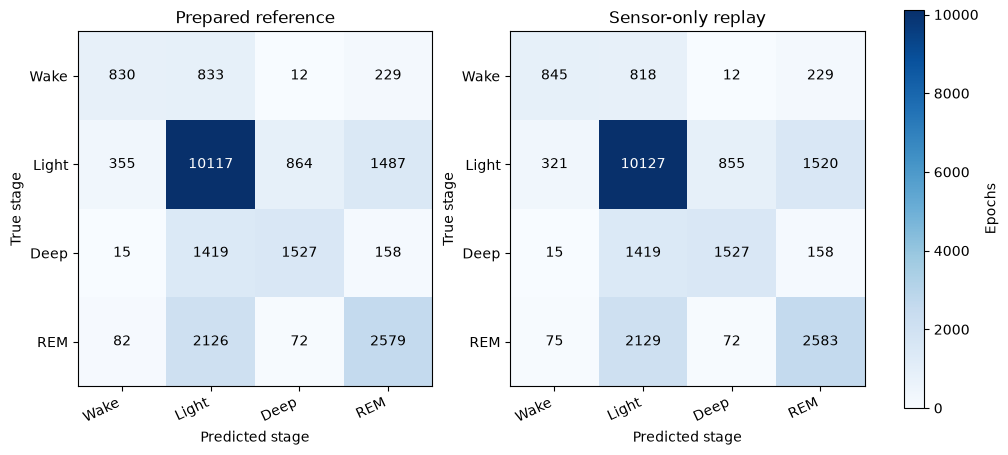 Prepared reference
Wake 830 833 12 229
Light 355 10117 864 1487
Deep 15 1419 1527 158
REM 82 2126 72 2579
Wake Light Deep REM
Predicted stage
True stage
Sensor-only replay
Wake 845 818 12 229
Light 321 10127 855 1520
Deep 15 1419 1527 158
REM 75 2129 72 2583
Wake Light Deep REM
Predicted stage
True stage
10000
8000
6000
4000
2000
0
Epochs